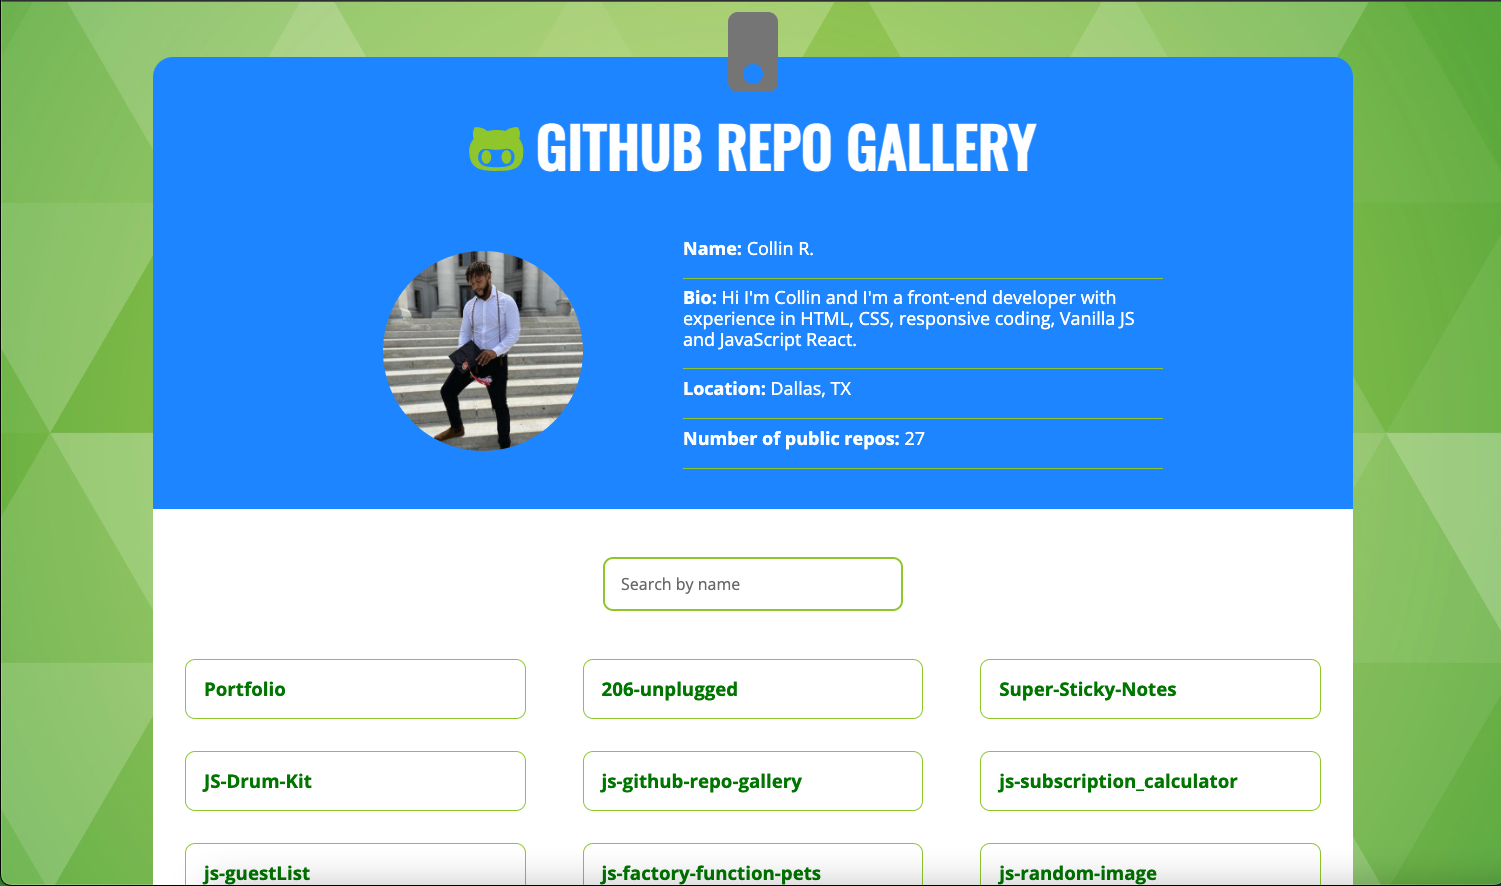 GITHUB REPO GALLERY
Name: Collin R.
Bio: Hi I'm Collin and I'm a front-end developer with
experience in HTML, CSS, responsive coding, Vanilla JS
and JavaScript React.
Location: Dallas, TX
Number of public repos: 27
Search by name
Portfolio
206-unplugged
Super-Sticky-Notes
JS-Drum-Kit
js-github-repo-gallery
js-subscription_calculator
js-guestList
js-factory-function-pets
js-random-image